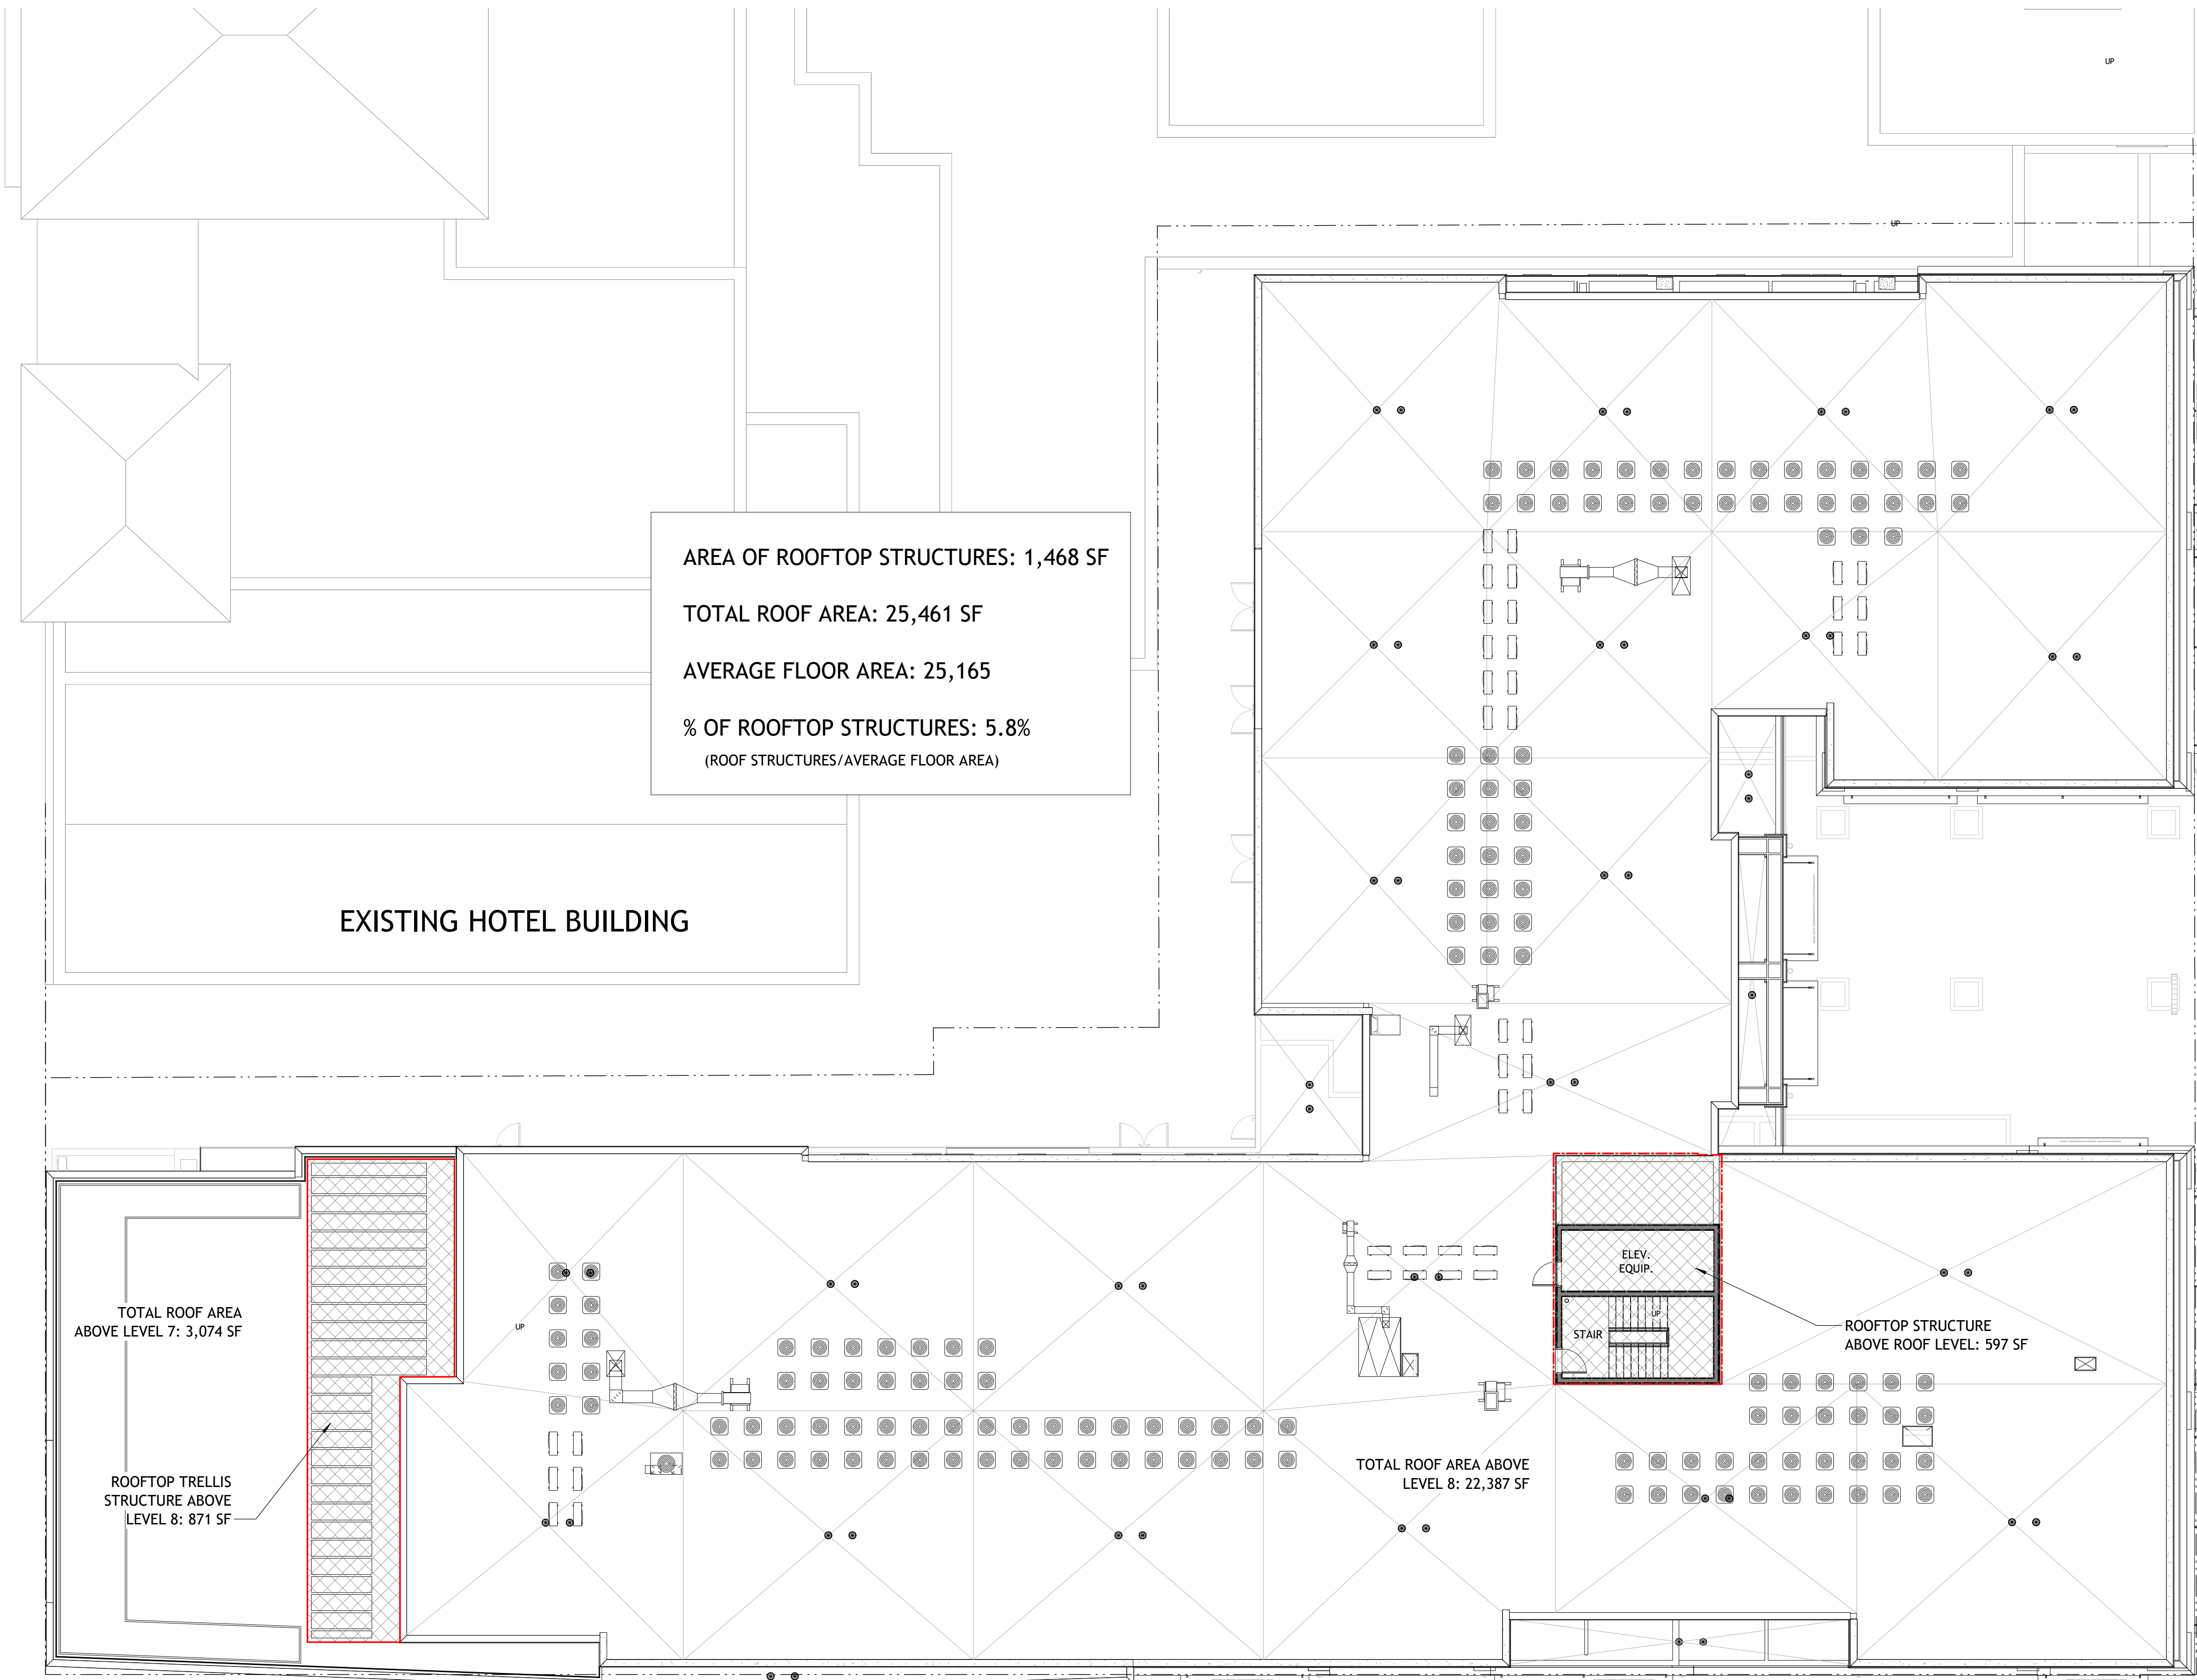 UP
UP
AREA OF ROOFTOP STRUCTURES: 1,468 SF
TOTAL ROOF AREA: 25,461 SF
AVERAGE FLOOR AREA: 25,165
% OF ROOFTOP STRUCTURES: 5.8%
(ROOF STRUCTURES/AVERAGE FLOOR AREA)
EXISTING HOTEL BUILDING
ELEV.
EQUIP.
UP
STAIR
TOTAL ROOF AREA
ABOVE LEVEL 7: 3,074 SF
UP
ROOFTOP STRUCTURE
ABOVE ROOF LEVEL: 597 SF
ROOFTOP TRELLIS
STRUCTURE ABOVE
LEVEL 8: 871 SF
TOTAL ROOF AREA ABOVE
LEVEL 8: 22,387 SF